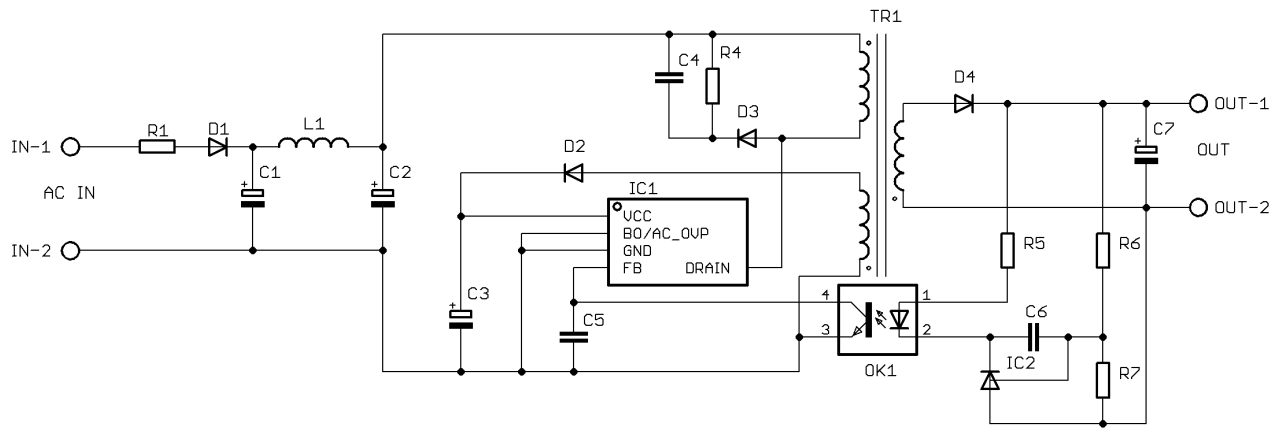 TR1
C4
R4
D3
D4
OUT-1
C7
OUT
OUT-2
IN-1
R1
D1
L1
C1
C2
AC IN
IN-2
D2
IC1
VCC
BO/AC_OVP
GND
FB
DRAIN
R5
R6
C3
C5
4
3
1
2
OK1
C6
IC2
R7
+
+
+
+